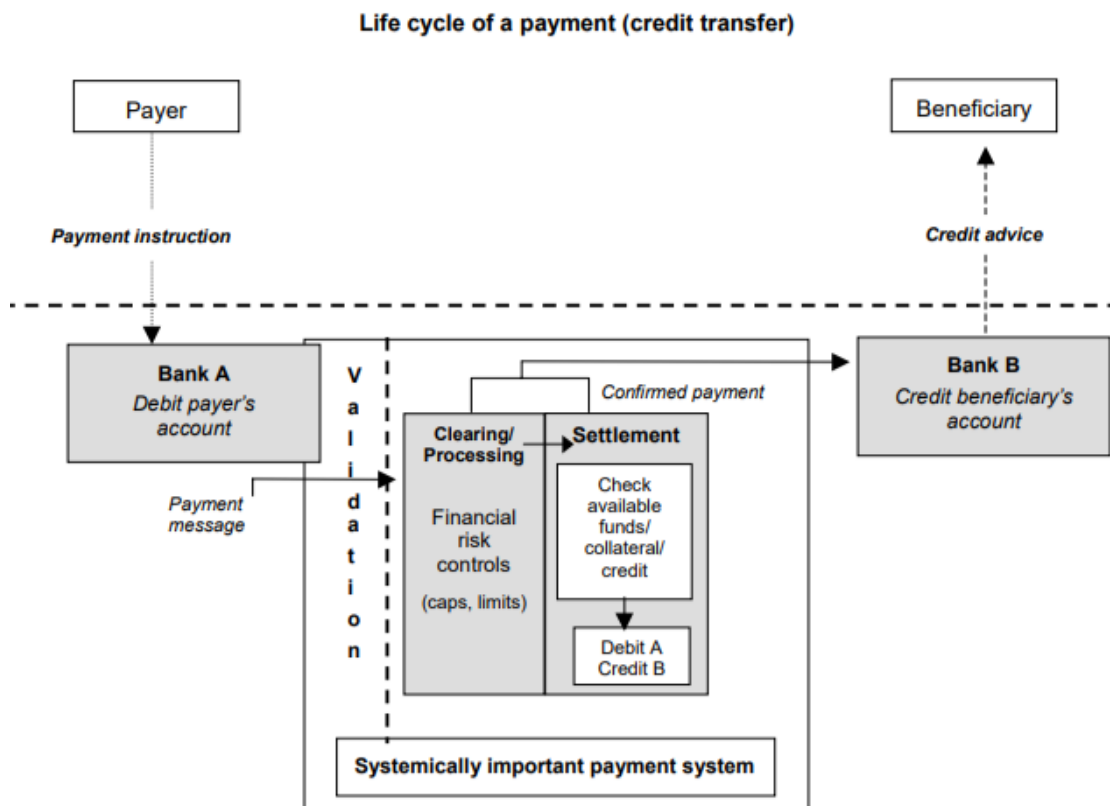 Life cycle of a payment (credit transfer)
Payer
Beneficiary
Payment instruction
Credit advice
Bank A
Debit payer's
account
Validation
Confirmed payment
Bank B
Credit beneficiary's
account
Clearing/
Processing
Settlement
Payment
message
Financial
risk
controls
(caps, limits)
Check
available
funds/
collateral/
credit
Debit A
Credit B
Systemically important payment system